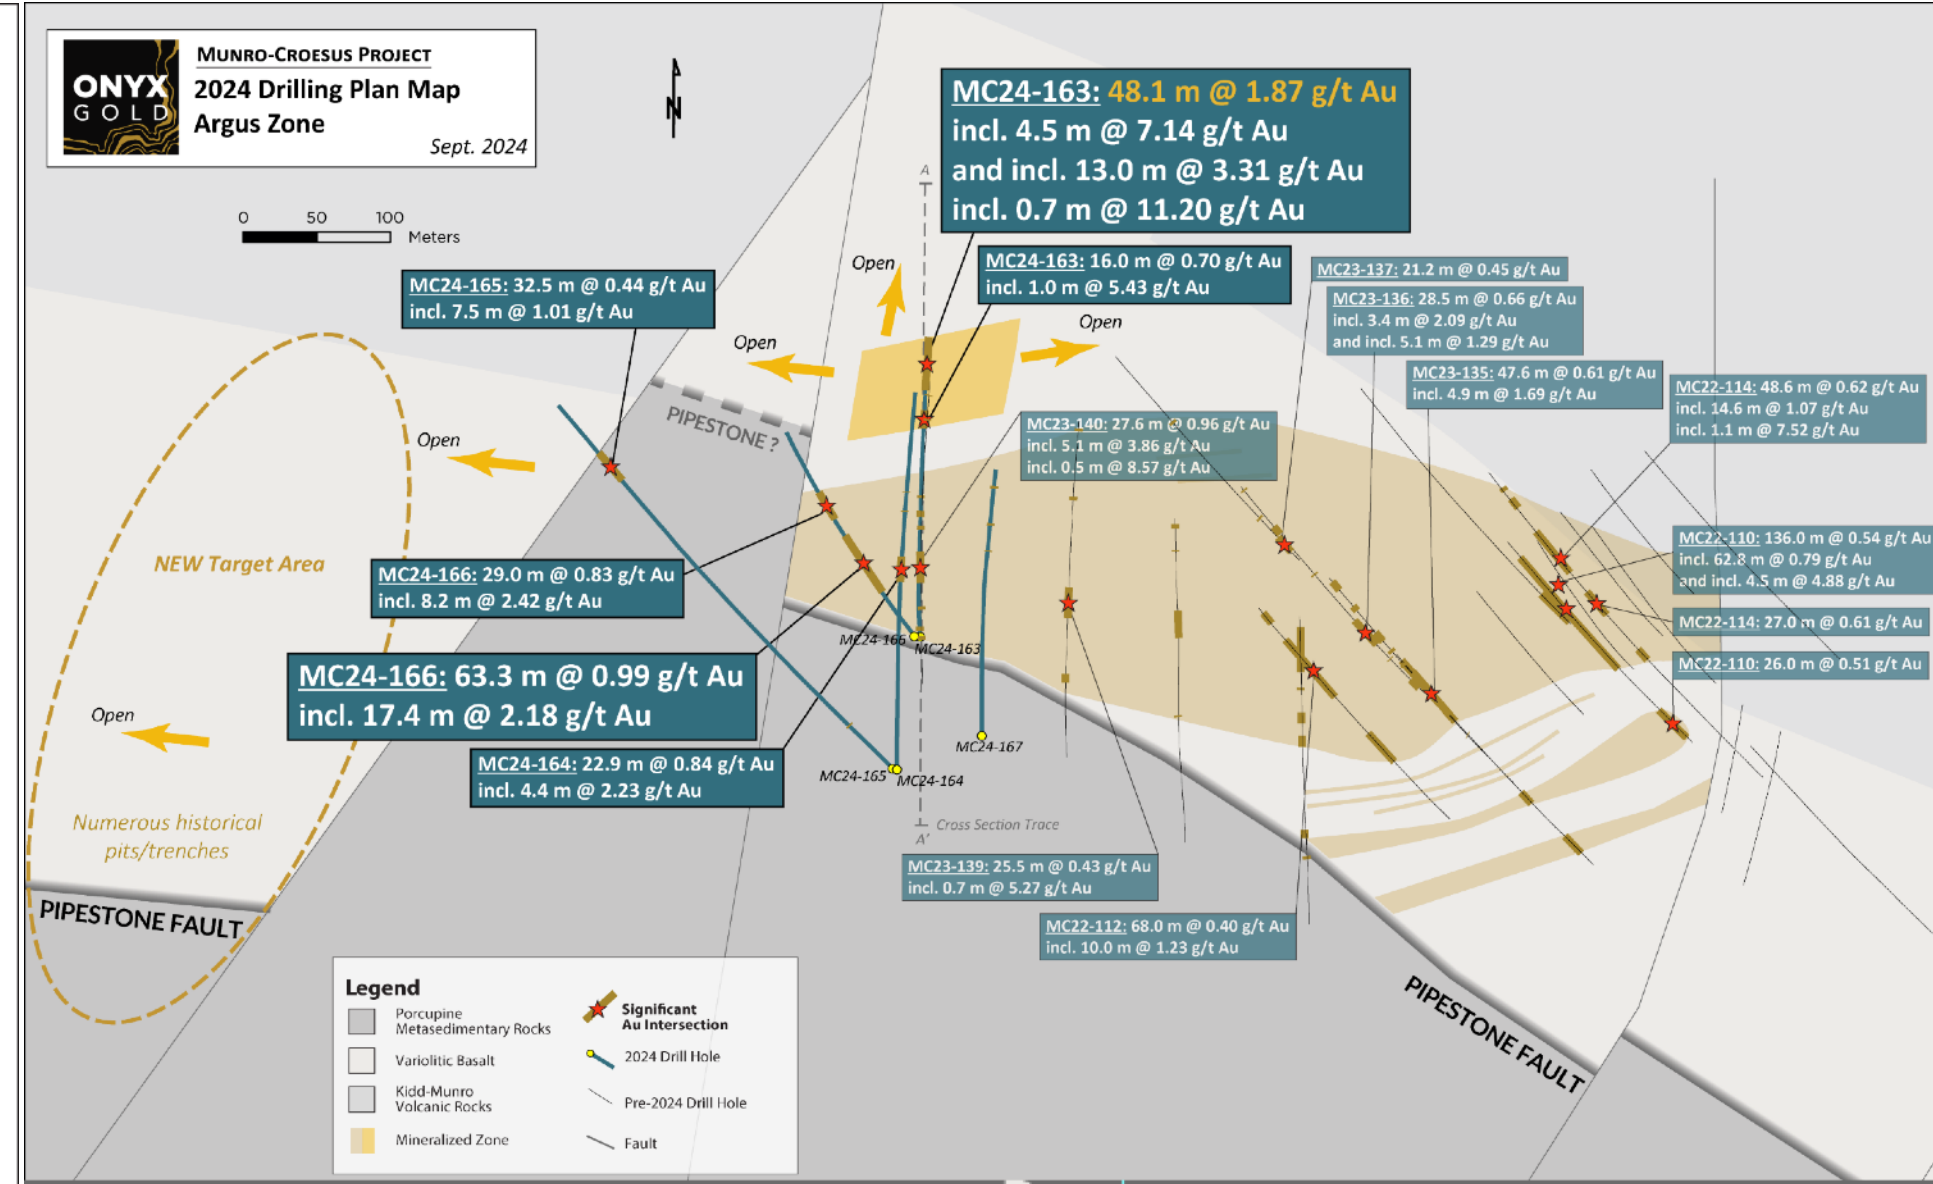 ONYX
GOLD
MUNRO-CROESUS PROJECT
2024 Drilling Plan Map
Argus Zone
Sept. 2024
N
0 50 100
Meters
A
MC24-163: 48.1 m @ 1.87 g/t Au
incl. 4.5 m @ 7.14 g/t Au
and incl. 13.0 m @ 3.31 g/t Au
incl. 0.7 m @ 11.20 g/t Au
MC24-163: 16.0 m @ 0.70 g/t Au
incl. 1.0 m @ 5.43 g/t Au
MC24-165: 32.5 m @ 0.44 g/t Au
incl. 7.5 m @ 1.01 g/t Au
Open
Open
Open
Open
MC23-137: 21.2 m @ 0.45 g/t Au
MC23-136: 28.5 m @ 0.66 g/t Au
incl. 3.4 m @ 2.09 g/t Au
and incl. 5.1 m @ 1.29 g/t Au
MC23-135: 47.6 m @ 0.61 g/t Au
incl. 4.9 m @ 1.69 g/t Au
MC22-114: 48.6 m @ 0.62 g/t Au
incl. 14.6 m @ 1.07 g/t Au
incl. 1.1 m @ 7.52 g/t Au
PIPESTONE ?
MC23-140: 27.6 m @ 0.96 g/t Au
incl. 5.1 m @ 3.86 g/t Au
incl. 0.5 m @ 8.57 g/t Au
NEW Target Area
MC24-166: 29.0 m @ 0.83 g/t Au
incl. 8.2 m @ 2.42 g/t Au
MC22-110: 136.0 m @ 0.54 g/t Au
incl. 62.8 m @ 0.79 g/t Au
and incl. 4.5 m @ 4.88 g/t Au
MC22-114: 27.0 m @ 0.61 g/t Au
MC22-110: 26.0 m @ 0.51 g/t Au
MC24-166
MC24-163
MC24-166: 63.3 m @ 0.99 g/t Au
incl. 17.4 m @ 2.18 g/t Au
Open
MC24-164: 22.9 m @ 0.84 g/t Au
incl. 4.4 m @ 2.23 g/t Au
MC24-167
MC24-165
MC24-164
Cross Section Trace
A'
Numerous historical
pits/trenches
MC23-139: 25.5 m @ 0.43 g/t Au
incl. 0.7 m @ 5.27 g/t Au
MC22-112: 68.0 m @ 0.40 g/t Au
incl. 10.0 m @ 1.23 g/t Au
PIPESTONE FAULT
PIPESTONE FAULT
Legend
Porcupine
Metasedimentary Rocks
Variolitic Basalt
Kidd-Munro
Volcanic Rocks
Mineralized Zone
Significant
Au Intersection
2024 Drill Hole
Pre-2024 Drill Hole
Fault